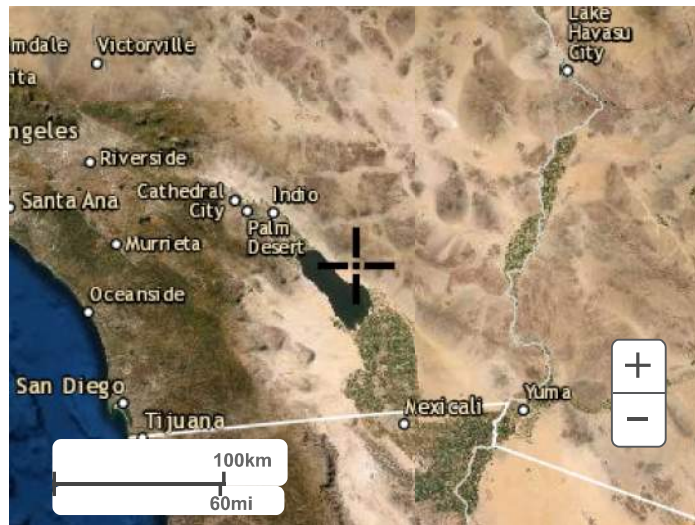 Lake
Havasu
City
lmdale
Victorville
ita
ngeles
Riverside
Santa Ana
Cathedral
City
Indio
Palm
Desert
Murrieta
Oceanside
San Diego
Tijuana
Mexicali
Yuma
+
−
100km
60mi